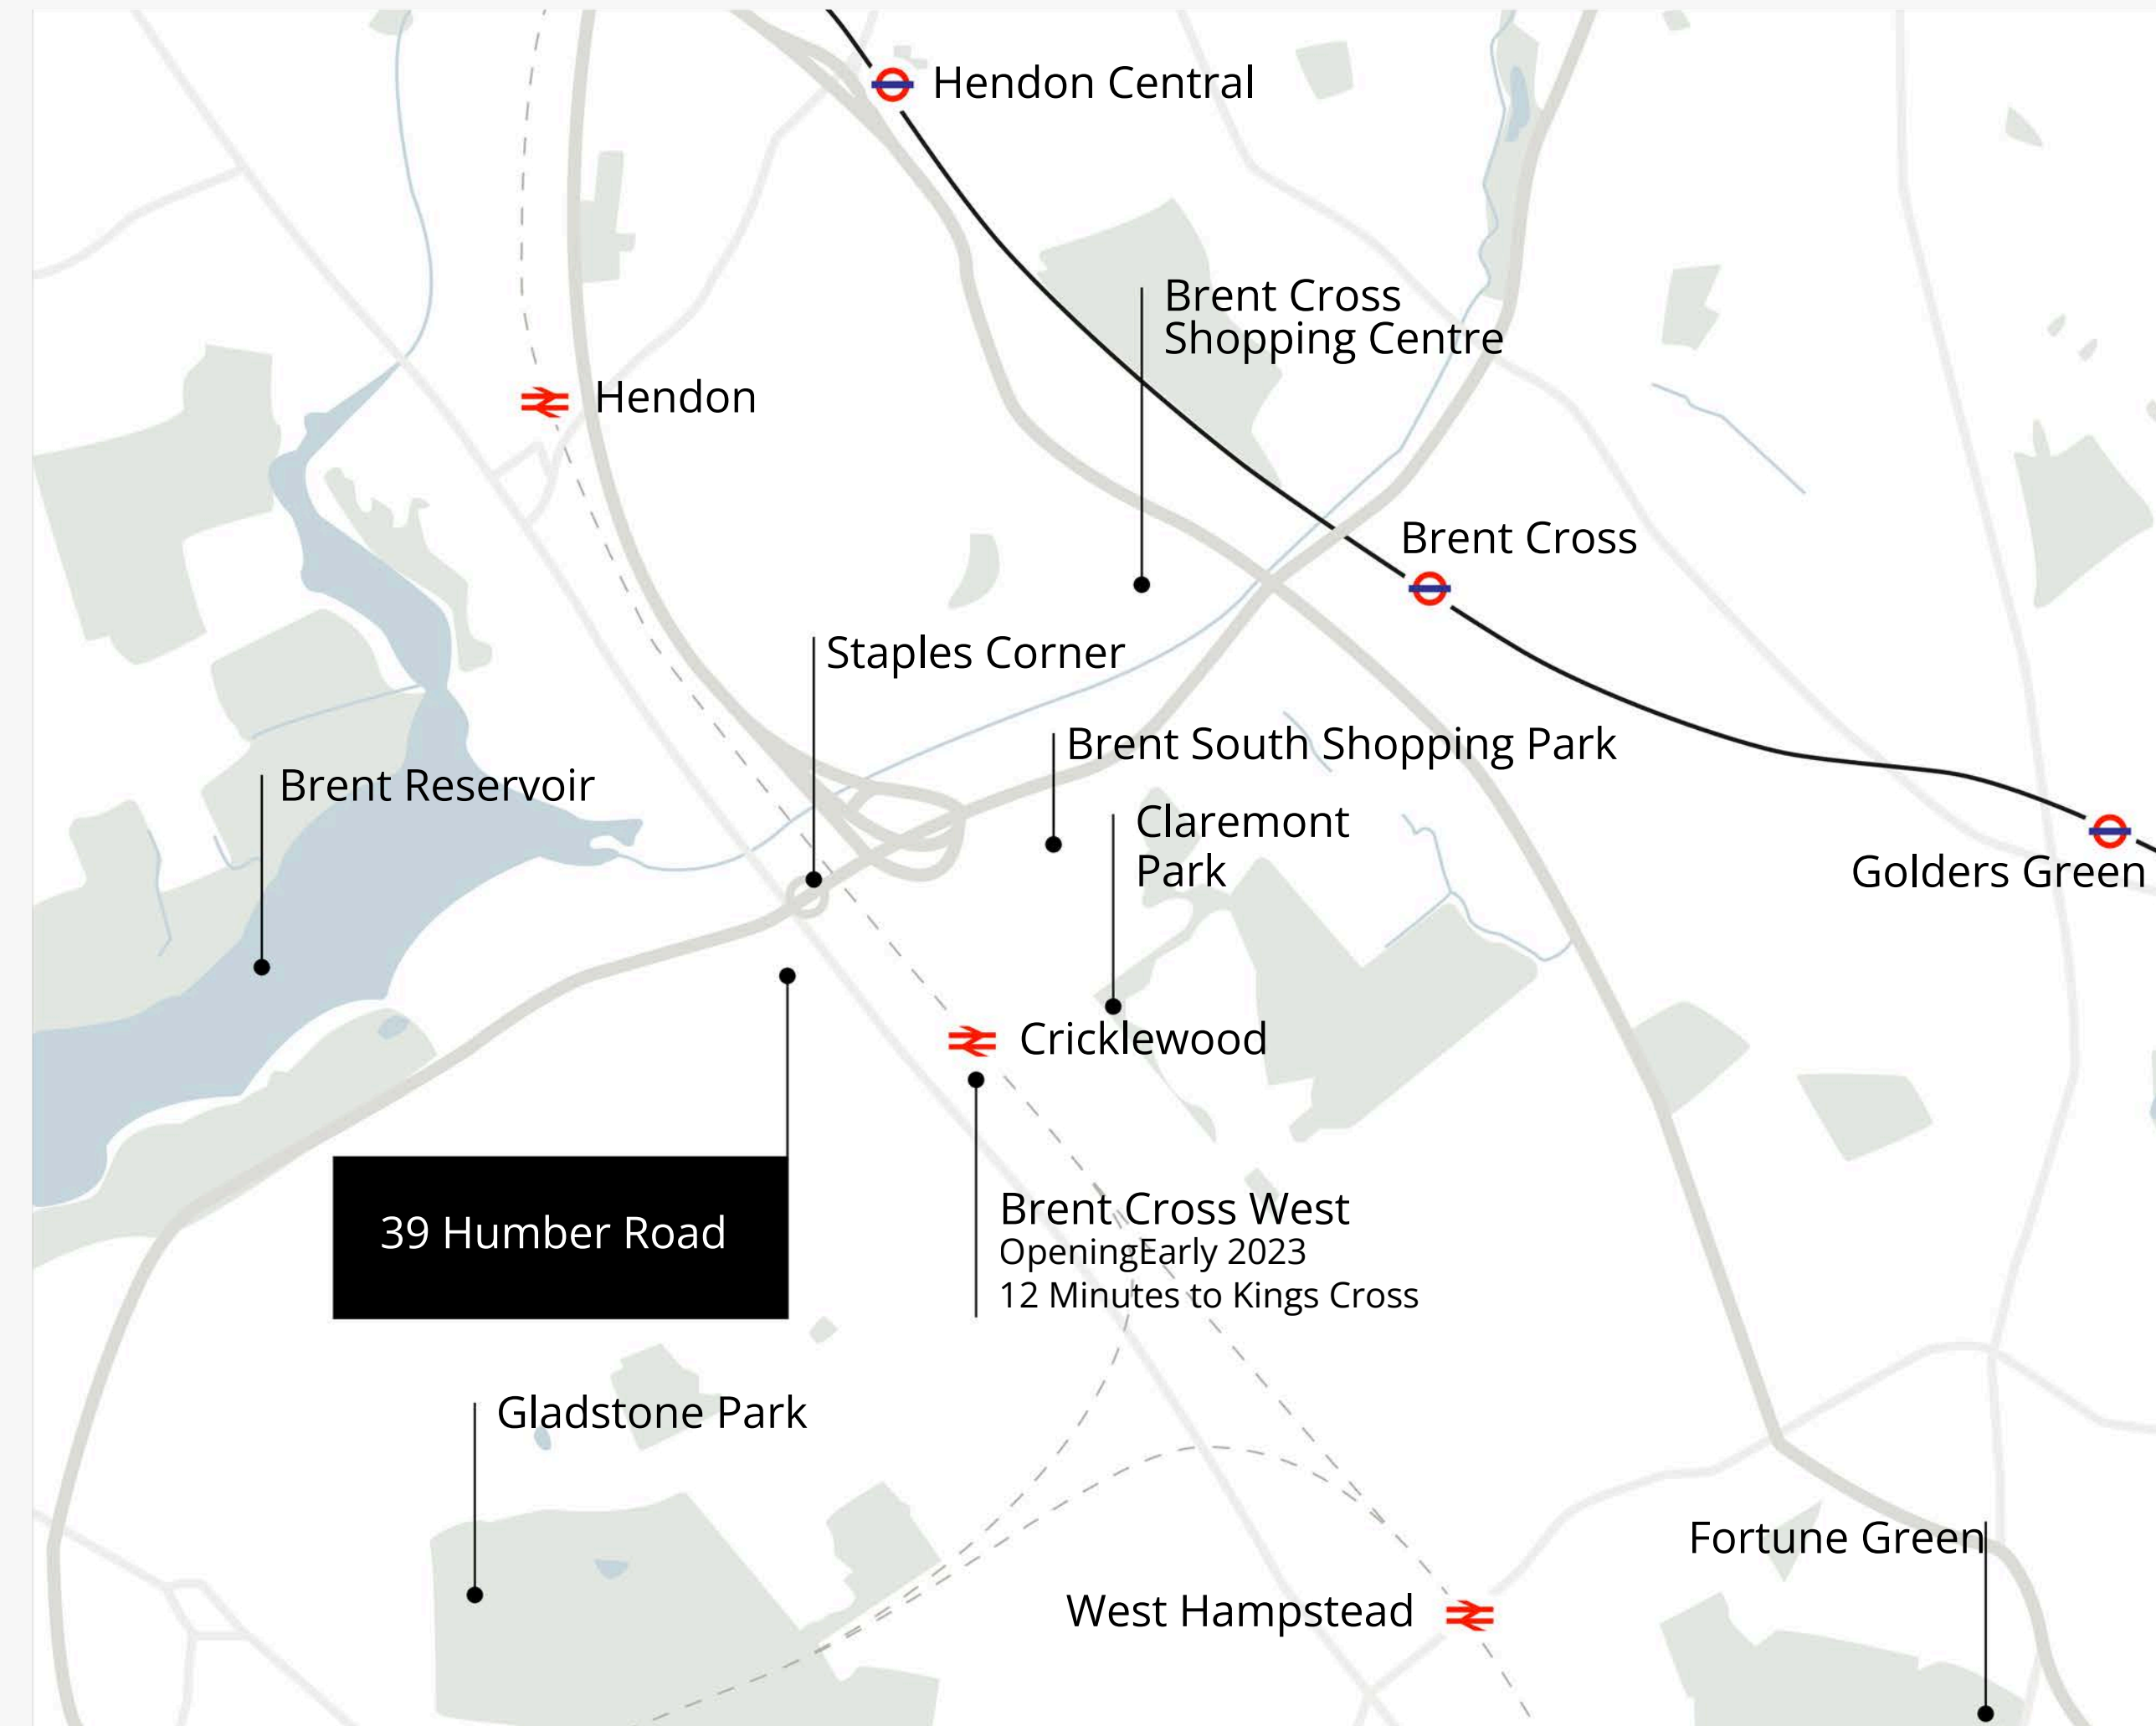 Hendon Central
Brent Cross
Shopping Centre
Hendon
Brent Cross
Staples Corner
Brent South Shopping Park
Brent Reservoir
Claremont
Park
Golders Green
Cricklewood
Brent Cross West
OpeningEarly 2023
12 Minutes to Kings Cross
39 Humber Road
Gladstone Park
Fortune Green
West Hampstead